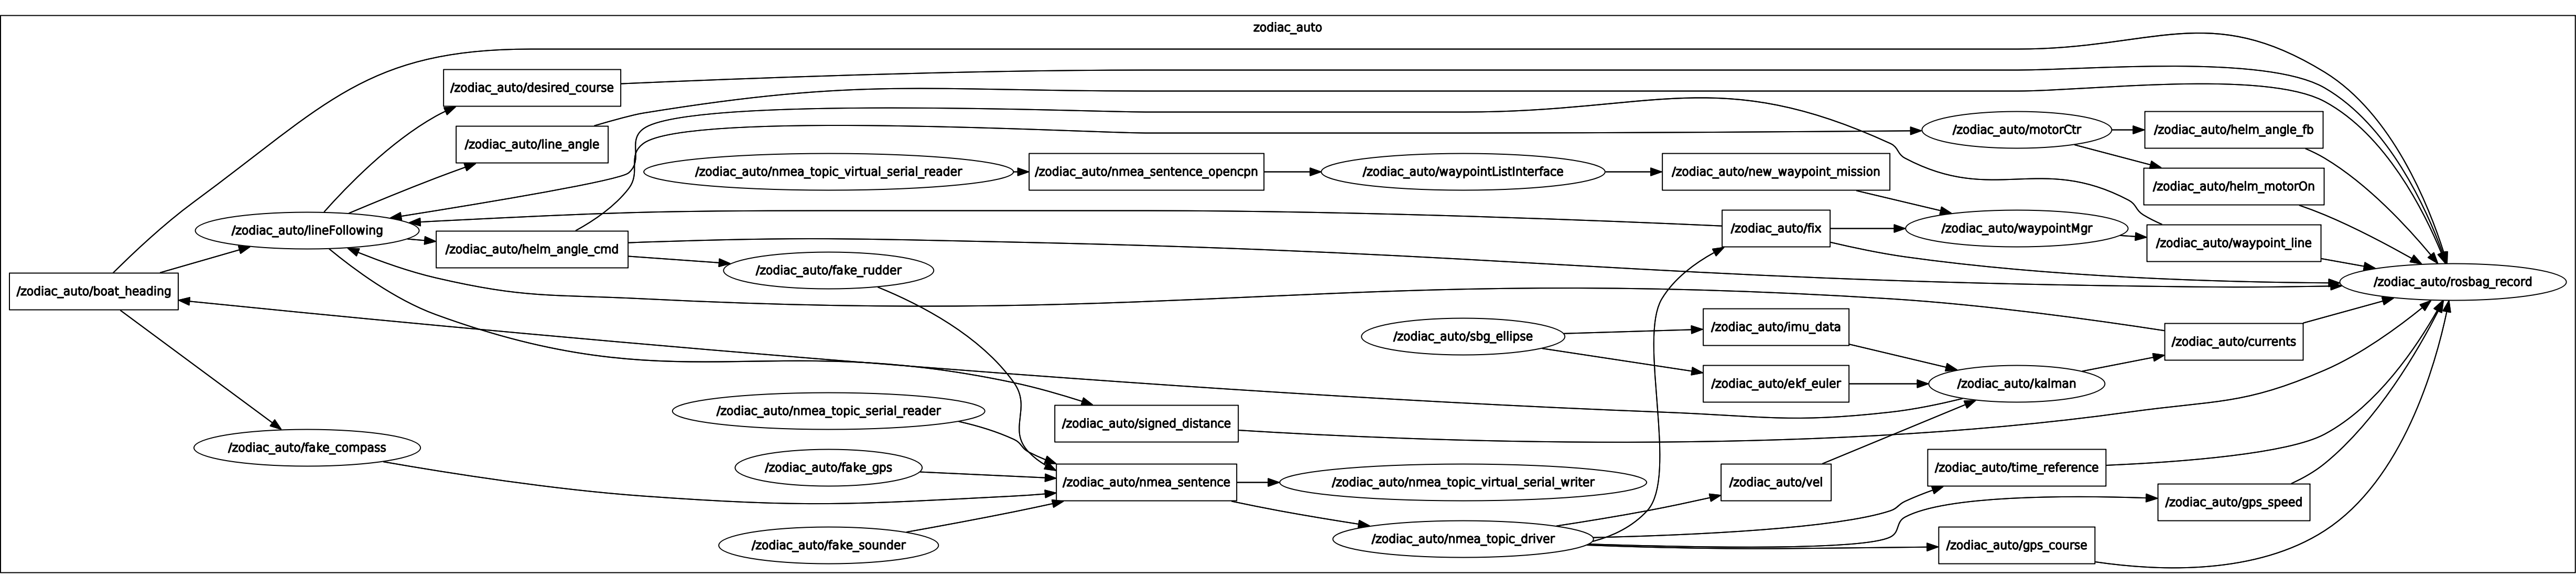 zodiac_auto
/zodiac_auto/desired_course
/zodiac_auto/line_angle
/zodiac_auto/motorCtr
/zodiac_auto/helm_angle_fb
/zodiac_auto/nmea_topic_virtual_serial_reader
/zodiac_auto/nmea_sentence_opencpn
/zodiac_auto/waypointListInterface
/zodiac_auto/new_waypoint_mission
/zodiac_auto/helm_motorOn
/zodiac_auto/lineFollowing
/zodiac_auto/helm_angle_cmd
/zodiac_auto/fix
/zodiac_auto/waypointMgr
/zodiac_auto/waypoint_line
/zodiac_auto/fake_rudder
/zodiac_auto/boat_heading
/zodiac_auto/rosbag_record
/zodiac_auto/sbg_ellipse
/zodiac_auto/imu_data
/zodiac_auto/currents
/zodiac_auto/ekf_euler
/zodiac_auto/kalman
/zodiac_auto/nmea_topic_serial_reader
/zodiac_auto/signed_distance
/zodiac_auto/fake_compass
/zodiac_auto/fake_gps
/zodiac_auto/nmea_sentence
/zodiac_auto/nmea_topic_virtual_serial_writer
/zodiac_auto/vel
/zodiac_auto/time_reference
/zodiac_auto/gps_speed
/zodiac_auto/fake_sounder
/zodiac_auto/nmea_topic_driver
/zodiac_auto/gps_course